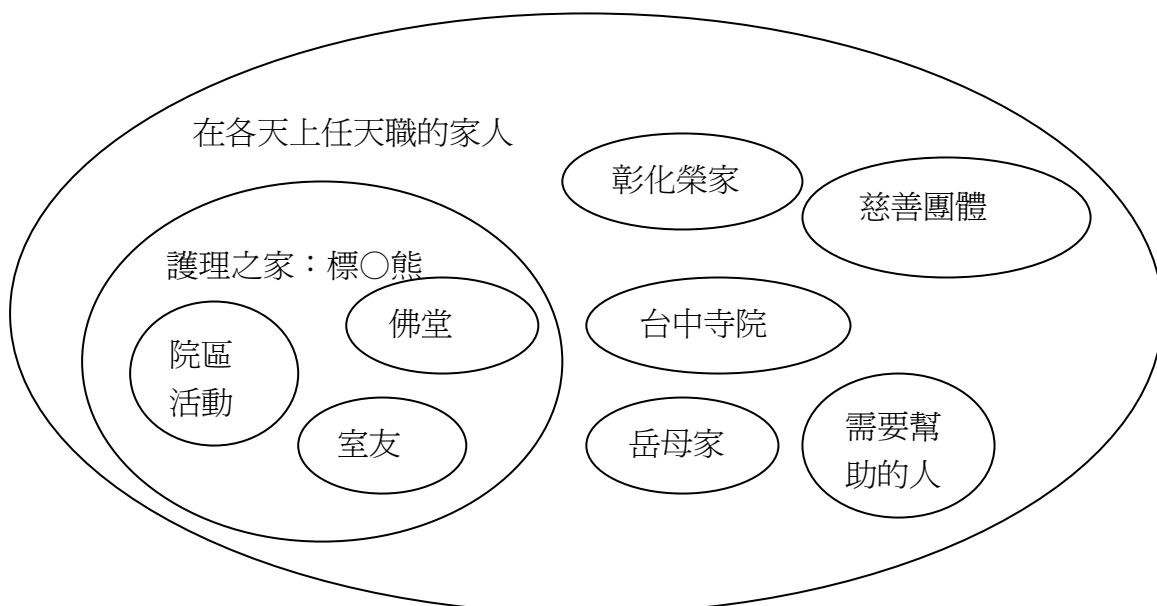 在各天上任天職的家人
彰化榮家
慈善團體
護理之家：標○熊
佛堂
台中寺院
院區
活動
室友
岳母家
需要幫
助的人